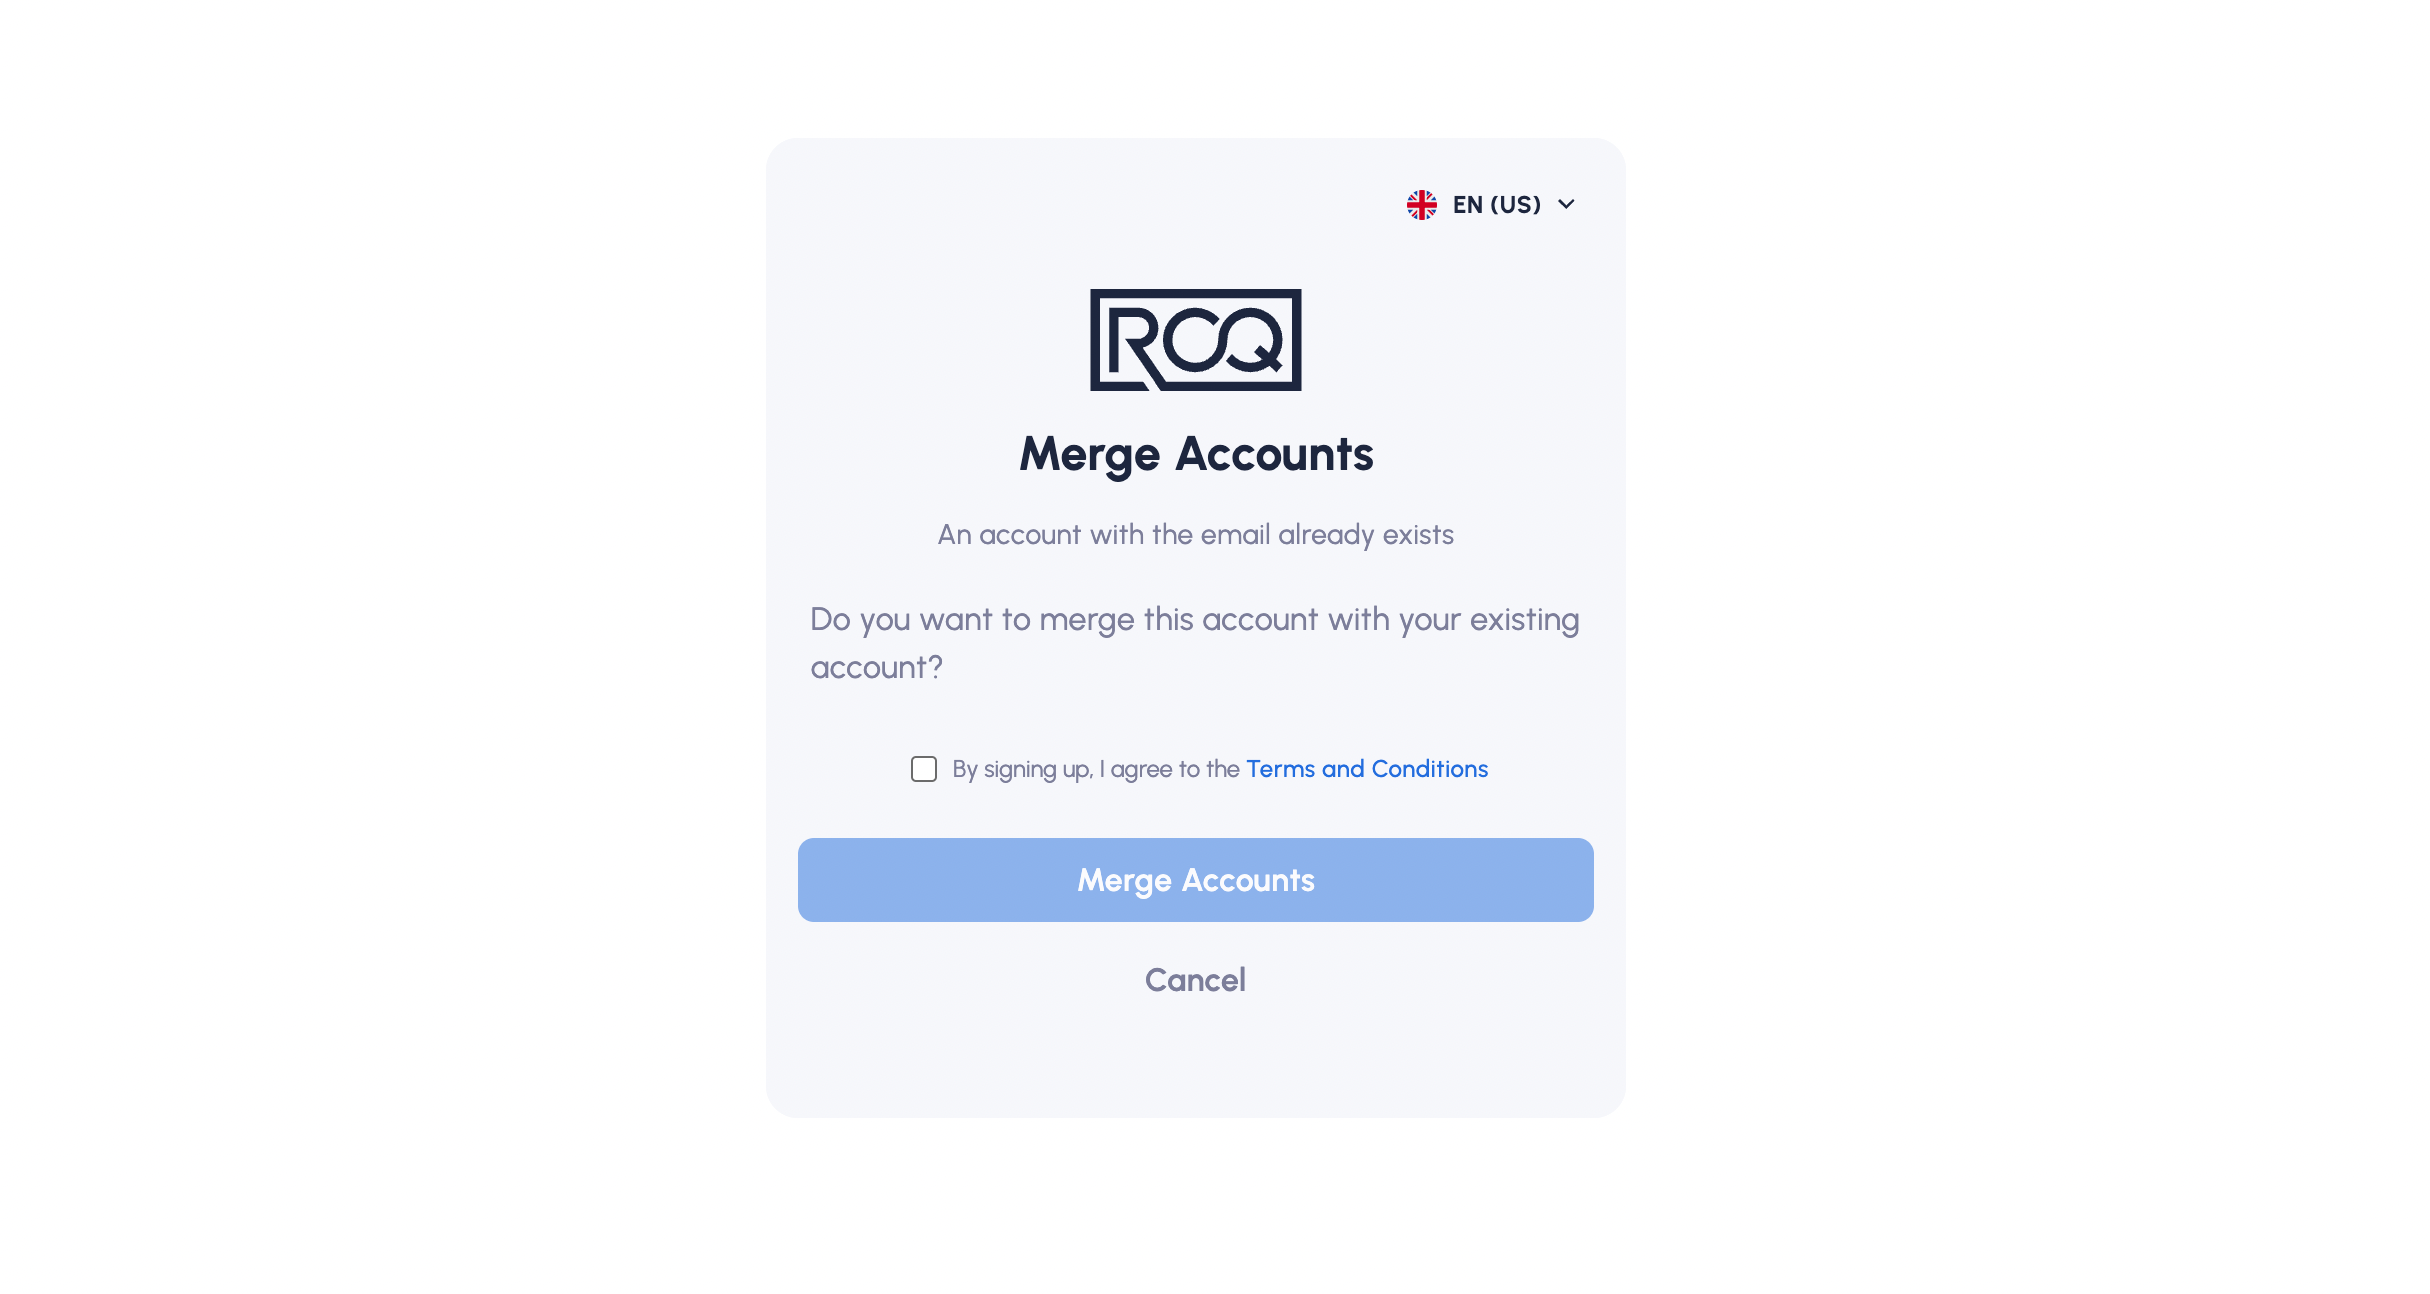 EN (US)
ROQ
Merge Accounts
An account with the email already exists
Do you want to merge this account with your existing
account?
By signing up, I agree to the Terms and Conditions
Merge Accounts
Cancel